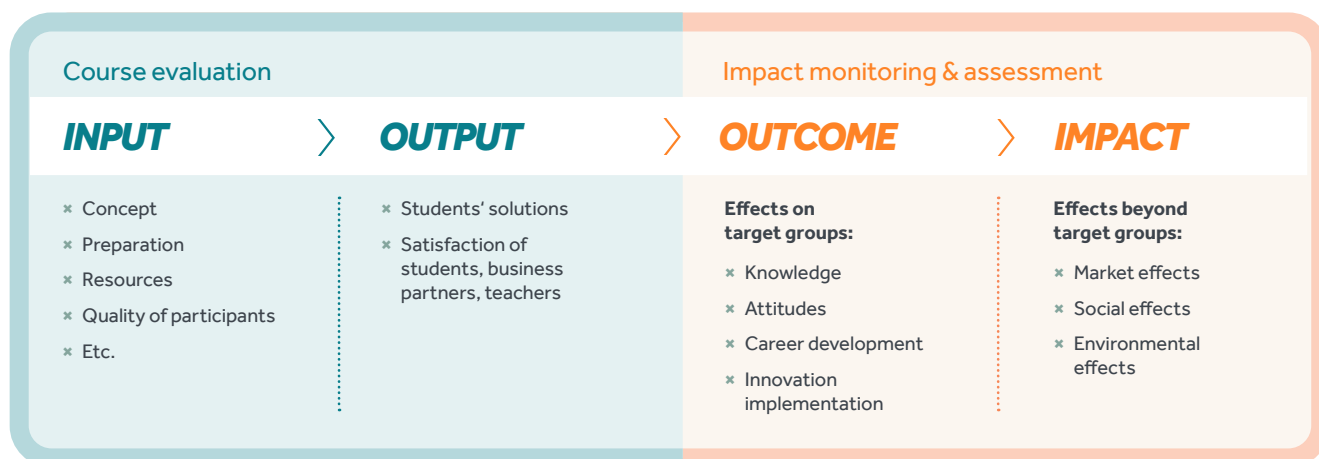 Course evaluation
Impact monitoring & assessment
INPUT
OUTPUT
OUTCOME
IMPACT
Concept
Preparation
Resources
Quality of participants
Etc.
Students‘ solutions
Satisfaction of
students, business
partners, teachers
Effects on
target groups:
Knowledge
Attitudes
Career development
Innovation
implementation
Effects beyond
target groups:
Market effects
Social effects
Environmental
effects